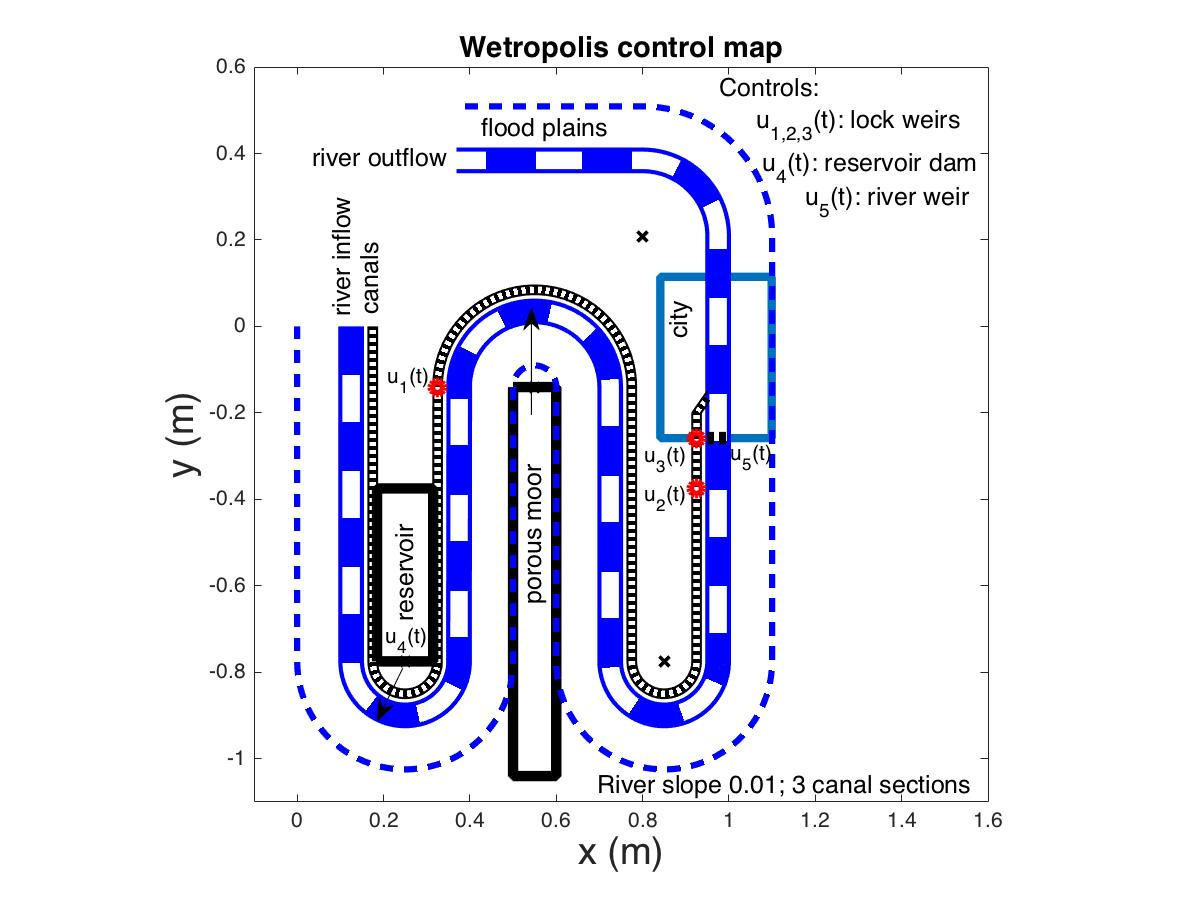 Wetropolis control map
0.6
0.4
0.2
0
-0.2
-0.4
-0.6
-0.8
-1
y (m)
Controls:
u1,2,3(t): lock weirs
u4(t): reservoir dam
u5(t): river weir
flood plains
river outflow
river inflow
canals
city
u1(t)
u3(t)
u5(t)
u2(t)
reservoir
porous moor
u4(t)
River slope 0.01; 3 canal sections
0 0.2 0.4 0.6 0.8 1 1.2 1.4 1.6
x (m)